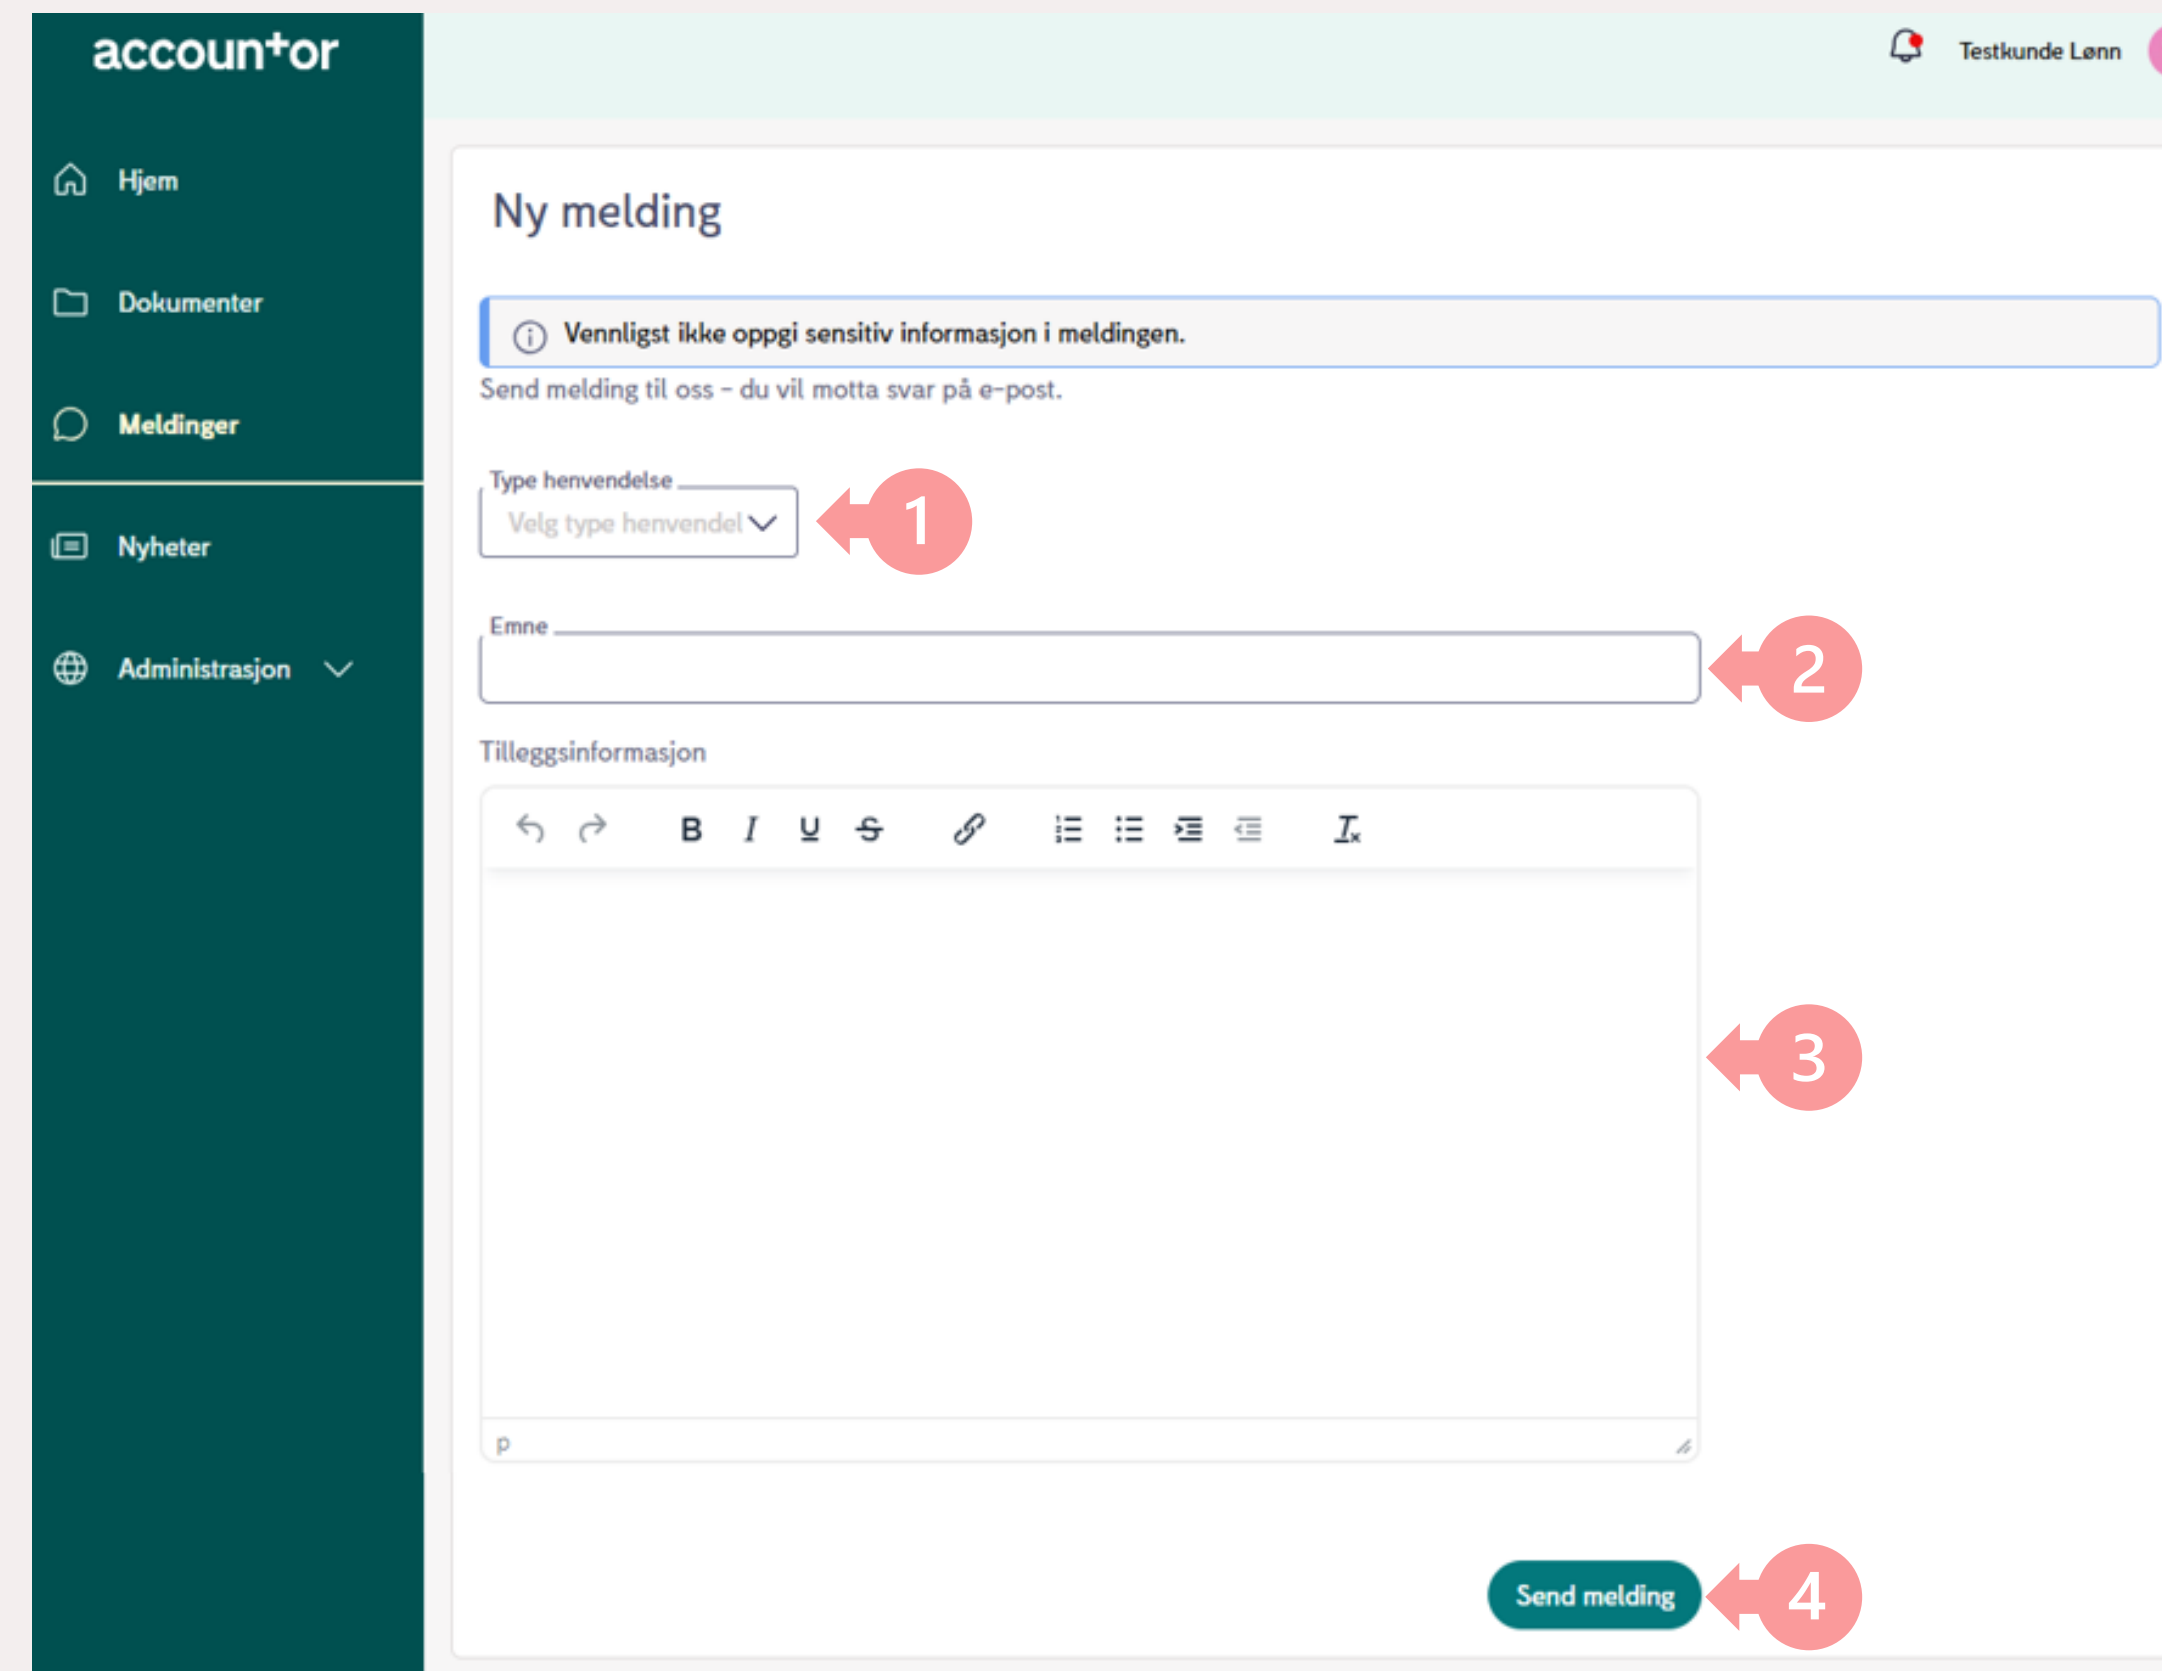 accountor
Testkunde Lønn
Hjem
Dokumenter
Meldinger
Nyheter
Administrasjon
Ny melding
Vennligst ikke oppgi sensitiv informasjon i meldingen.
Send melding til oss – du vil motta svar på e-post.
Type henvendelse
Velg type henvendel
1
Emne
2
Tilleggsinformasjon
B I U S
3
p
Send melding
4